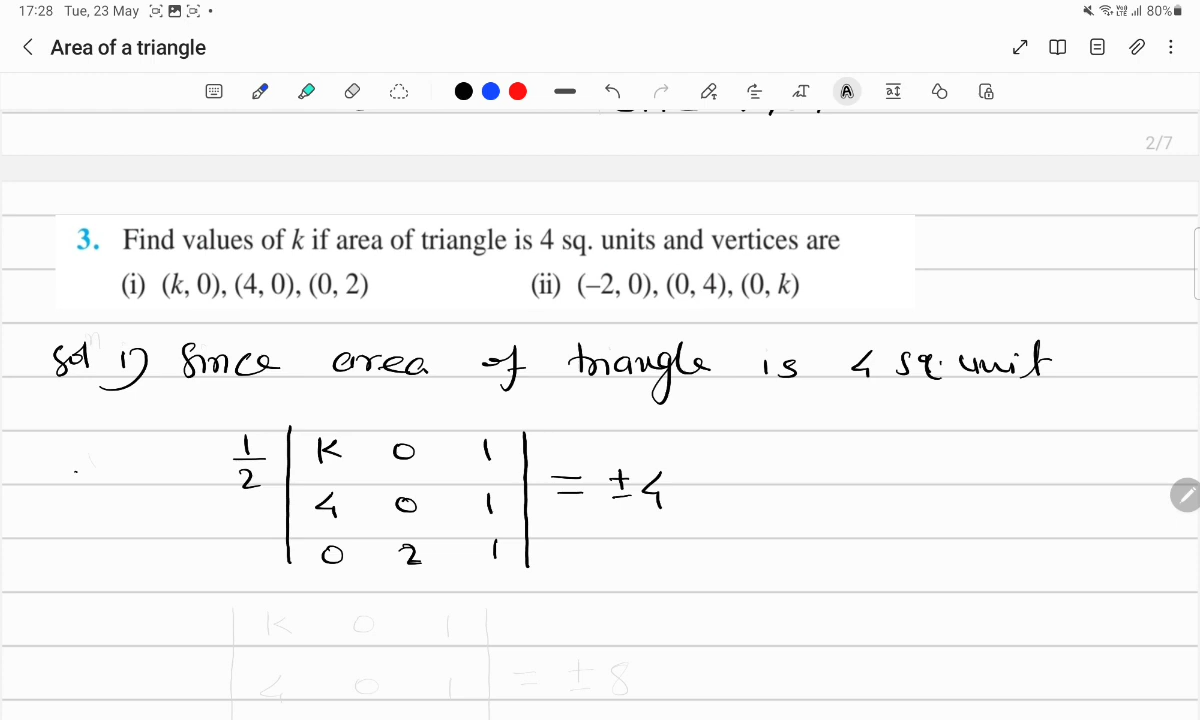 17:28 Tue, 23 May 80%
Area of a triangle
2/7
3. Find values of k if area of triangle is 4 sq. units and vertices are
(i) (k, 0), (4, 0), (0, 2) (ii) (–2, 0), (0, 4), (0, k)
Sol n i) Since area of triangle is 4 sq. unit
1/2 | K 0 1 | = ±4
| 4 0 1 |
| 0 2 1 |
| K 0 1 |
| 4 0 1 | = ±8